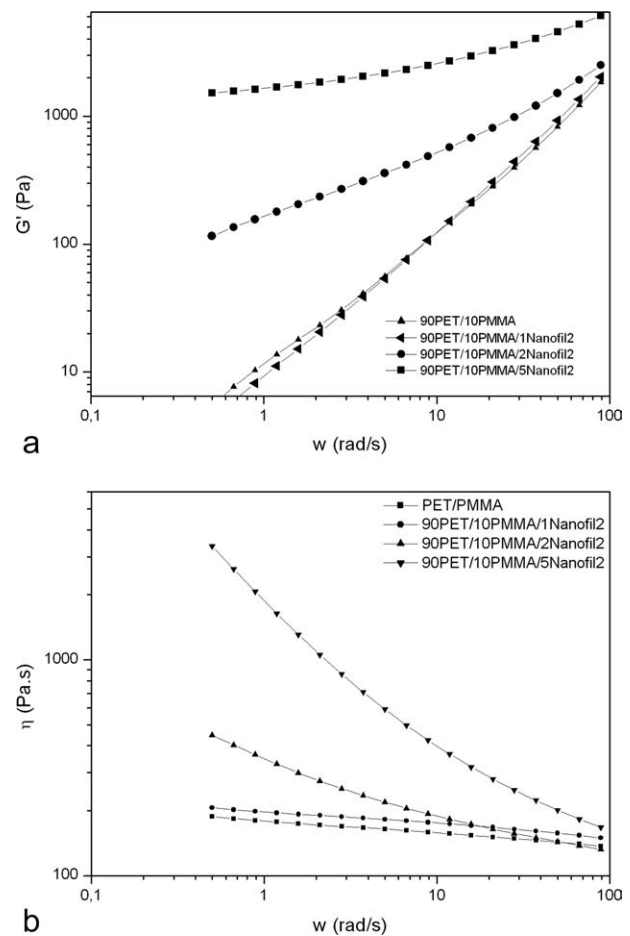 1000
100
10
G' (Pa)
90PET/10PMMA
90PET/10PMMA/1Nanofil2
90PET/10PMMA/2Nanofil2
90PET/10PMMA/5Nanofil2
0,1 1 10 100
w (rad/s)
a
PET/PMMA
90PET/10PMMA/1Nanofil2
90PET/10PMMA/2Nanofil2
90PET/10PMMA/5Nanofil2
1000
100
η (Pa.s)
0,1 1 10 100
w (rad/s)
b